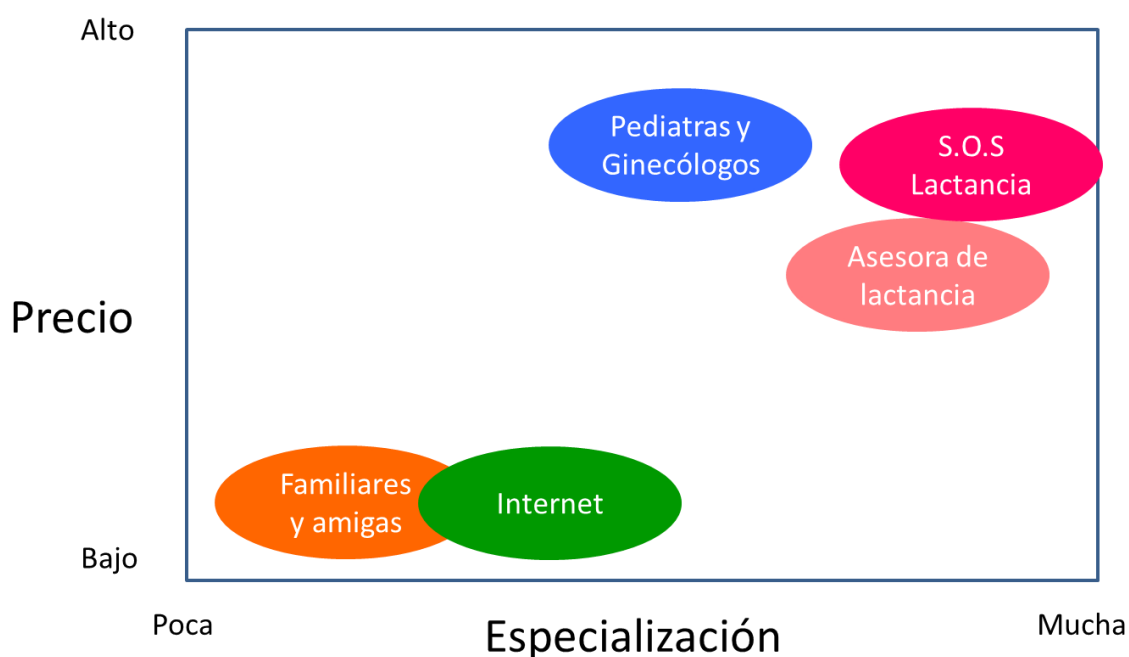 Alto
Pediatras y
Ginecólogos
S.O.S
Lactancia
Asesora de
lactancia
Precio
Familiares
y amigas
Internet
Bajo
Poca
Especialización
Mucha